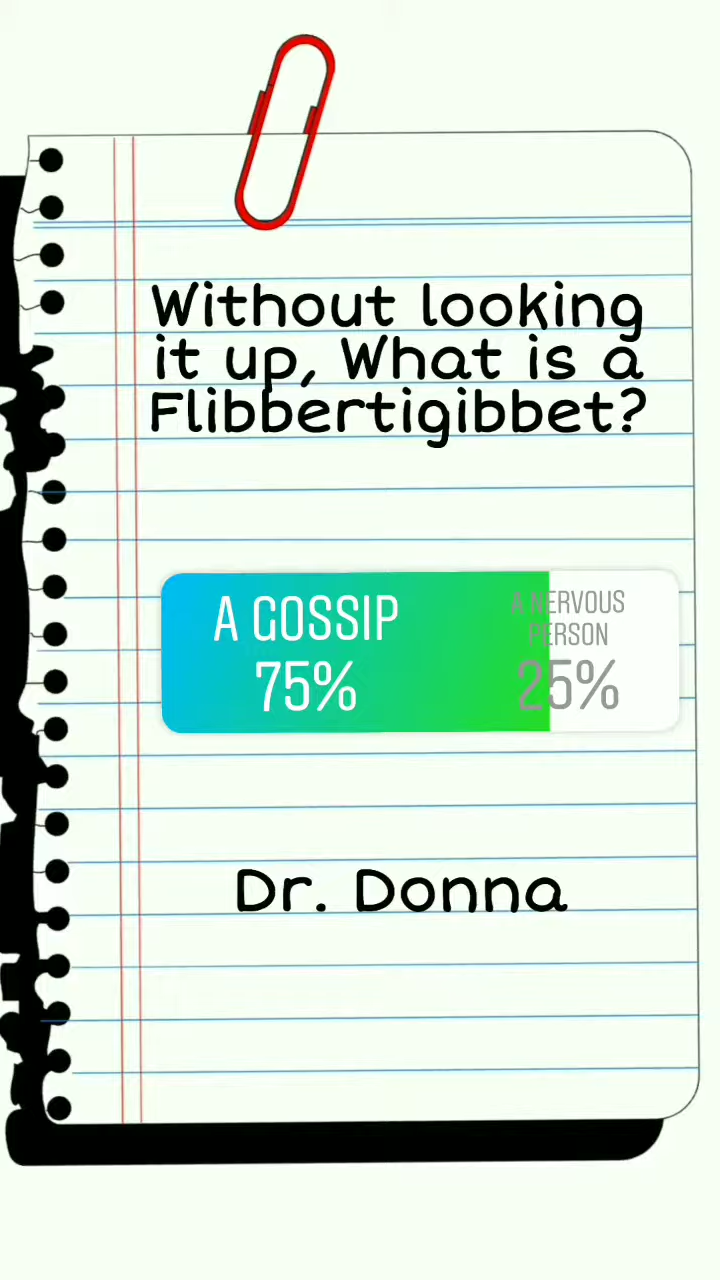 Without looking
it up, What is a
Flibbertigibbet?
A GOSSIP
75%
A NERVOUS
PERSON
25%
Dr. Donna